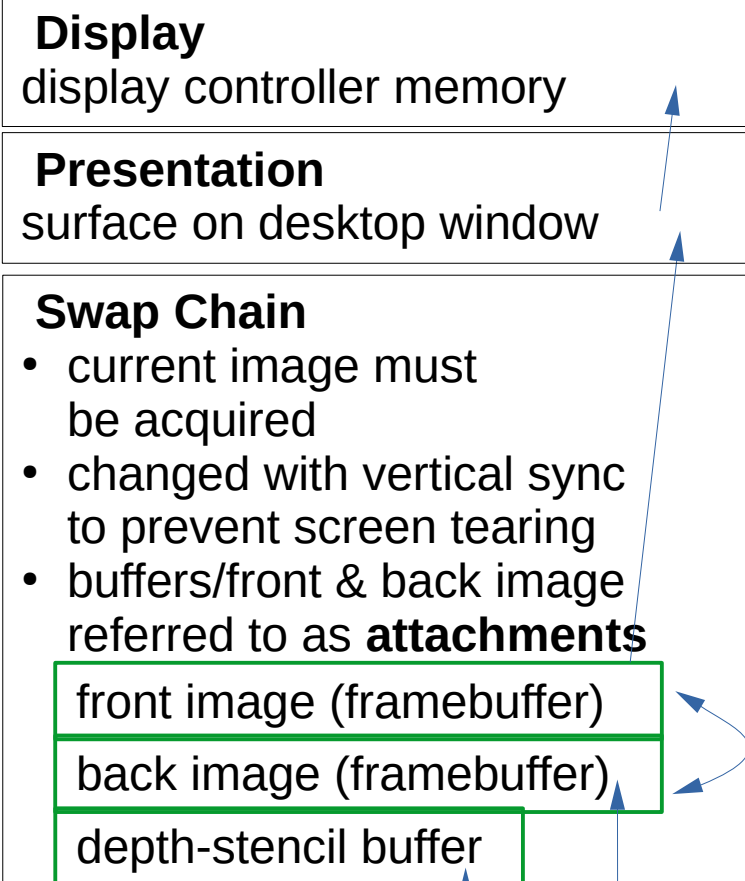 Display
display controller memory
Presentation
surface on desktop window
Swap Chain
• current image must
be acquired
• changed with vertical sync
to prevent screen tearing
• buffers/front & back image
referred to as attachments
front image (framebuffer)
back image (framebuffer)
depth-stencil buffer